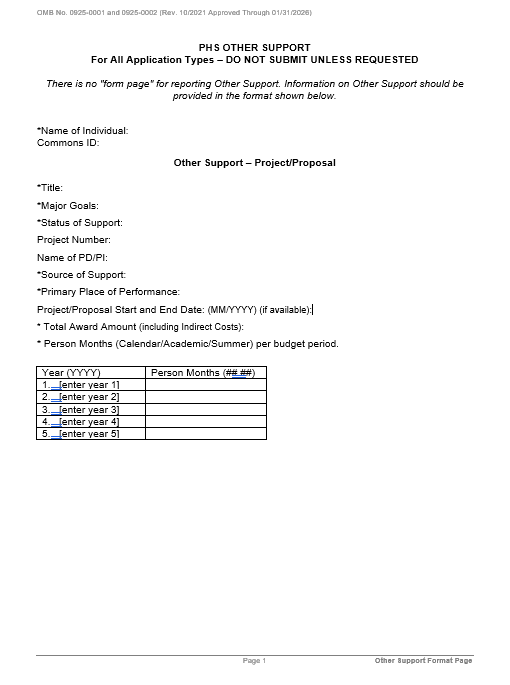 OMB No. 0925-0001 and 0925-0002 (Rev. 10/2021 Approved Through 01/31/2026)
PHS OTHER SUPPORT
For All Application Types – DO NOT SUBMIT UNLESS REQUESTED
There is no "form page" for reporting Other Support. Information on Other Support should be
provided in the format shown below.
*Name of Individual:
Commons ID:
Other Support – Project/Proposal
*Title:
*Major Goals:
*Status of Support:
Project Number:
Name of PD/PI:
*Source of Support:
*Primary Place of Performance:
Project/Proposal Start and End Date: (MM/YYYY) (if available):
* Total Award Amount (including Indirect Costs):
* Person Months (Calendar/Academic/Summer) per budget period.
Year (YYYY) Person Months (##.##)
1. [enter year 1]
2. [enter year 2]
3. [enter year 3]
4. [enter year 4]
5. [enter year 5]
Page 1 Other Support Format Page